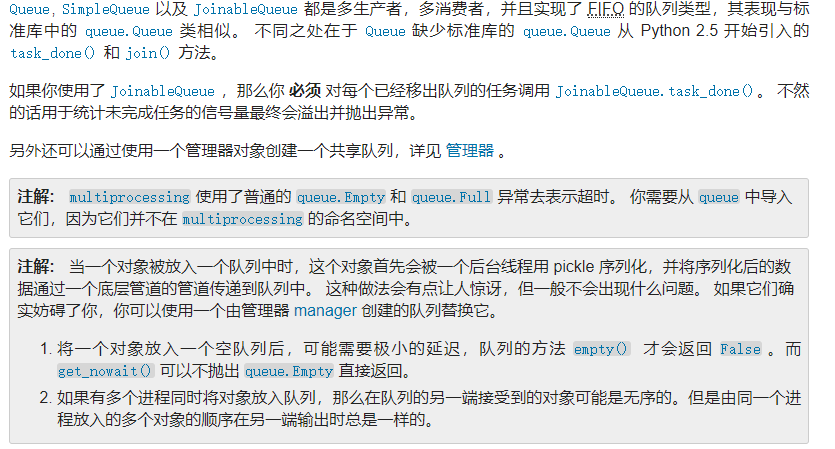 Queue, SimpleQueue 以及 JoinableQueue 都是多生产者，多消费者，并且实现了 FIFO 的队列类型，其表现与标
准库中的 queue.Queue 类相似。 不同之处在于 Queue 缺少标准库的 queue.Queue 从 Python 2.5 开始引入的
task_done() 和 join() 方法。
如果你使用了 JoinableQueue ，那么你 必须 对每个已经移出队列的任务调用 JoinableQueue.task_done() 。 不然
的话用于统计未完成任务的信号量最终会溢出并抛出异常。
另外还可以通过使用一个管理器对象创建一个共享队列，详见 管理器 。
注解： multiprocessing 使用了普通的 queue.Empty 和 queue.Full 异常去表示超时。 你需要从 queue 中导入
它们，因为它们并不在 multiprocessing 的命名空间中。
注解： 当一个对象被放入一个队列中时，这个对象首先会被一个后台线程用 pickle 序列化，并将序列化后的数
据通过一个底层管道的管道传递到队列中。 这种做法会有点让人惊讶，但一般不会出现什么问题。 如果它们确
实妨碍了你，你可以使用一个由管理器 manager 创建的队列替换它。
1. 将一个对象放入一个空队列后，可能需要极小的延迟，队列的方法 empty() 才会返回 False 。而
get_nowait() 可以不抛出 queue.Empty 直接返回。
2. 如果有多个进程同时将对象放入队列，那么在队列的另一端接受到的对象可能是无序的。但是由同一个进
程放入的多个对象的顺序在另一端输出时总是一样的。